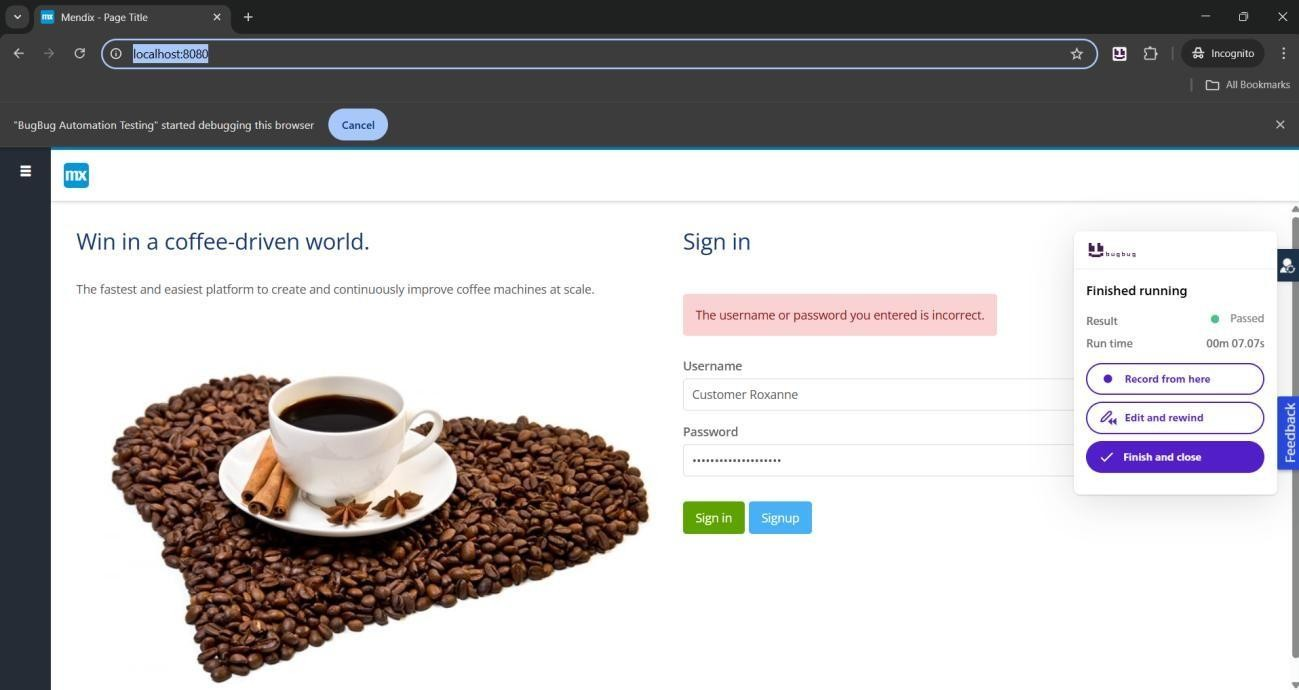 mx
Mendix - Page Title
localhost:8080
Incognito
All Bookmarks
"BugBug Automation Testing" started debugging this browser
Cancel
mx
Win in a coffee-driven world.
The fastest and easiest platform to create and continuously improve coffee machines at scale.
Sign in
The username or password you entered is incorrect.
Username
Customer Roxanne
Password
Sign in
Signup
bugbug
Finished running
Result
Passed
Run time
00m 07.07s
Record from here
Edit and rewind
Finish and close
Feedback